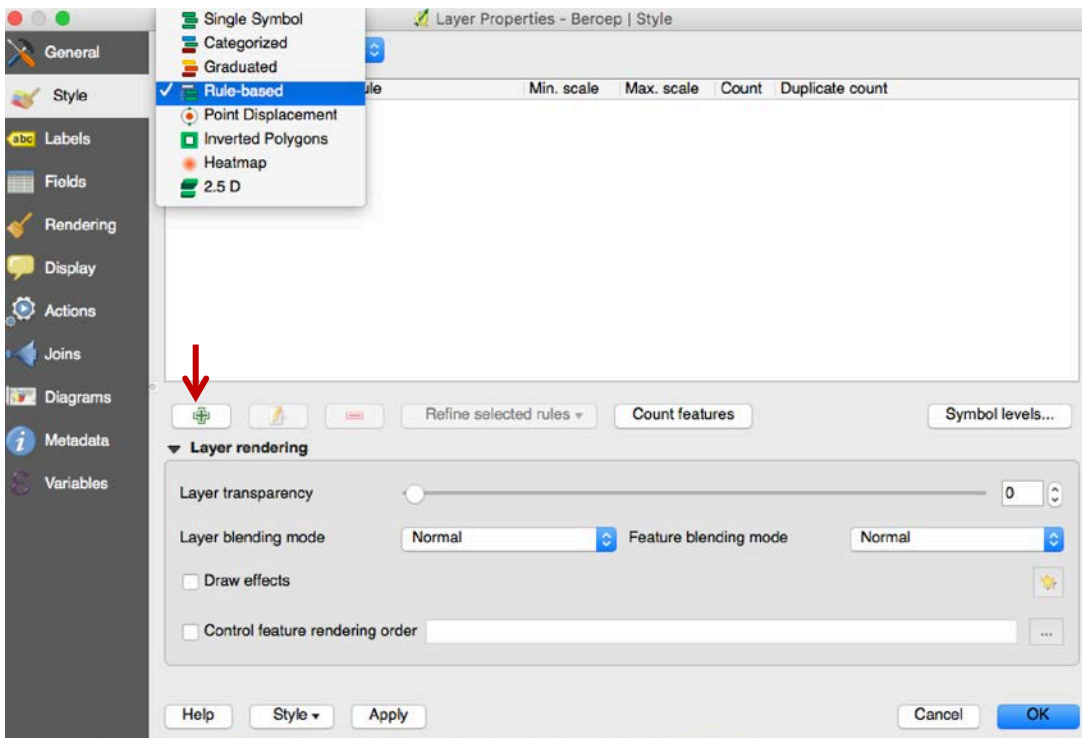 Layer Properties - Beroep | Style
Single Symbol
Categorized
Graduated
Rule-based
Point Displacement
Inverted Polygons
Heatmap
2.5 D
General
Style
abc Labels
Fields
Rendering
Display
Actions
Joins
Diagrams
Metadata
Variables
ule Min. scale Max. scale Count Duplicate count
Refine selected rules Count features Symbol levels...
Layer rendering
Layer transparency 0
Layer blending mode Normal Feature blending mode Normal
Draw effects
Control feature rendering order ...
Help Style Apply Cancel OK